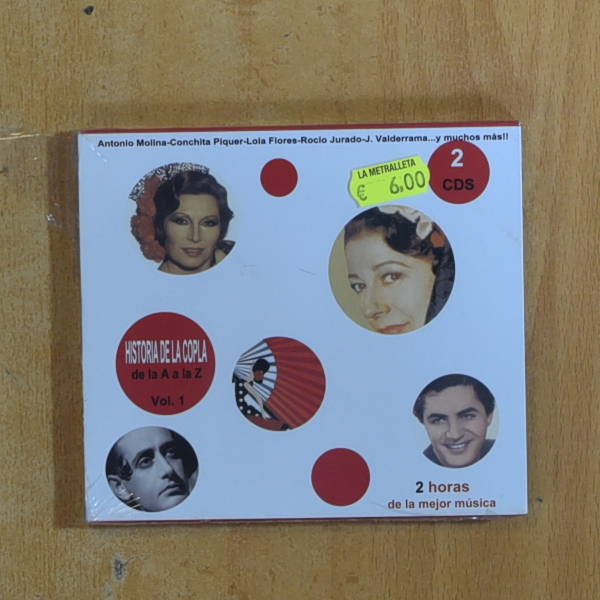 Antonio Molina-Conchita Piquer-Lola Flores-Rocio Jurado-J. Valderrama...y muchos más!!
LA METRALLETA
€ 6,00
2
CDS
HISTORIA DE LA COPLA
de la A a la Z
Vol. 1
2 horas
de la mejor música